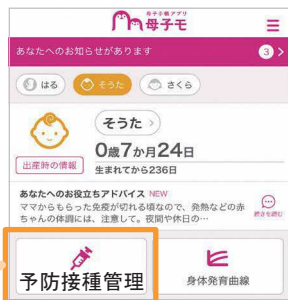 母子手帳アプリ
母子モ
あなたへのお知らせがあります 3
はる そうた さくら
そうた
0歳7か月24日
出産時の情報 生まれてから236日
あなたへのお役立ちアドバイス NEW
ママからもらった免疫が切れる頃なので、発熱などの赤
ちゃんの体調には、注意して。夜間や休日の…
続きを読む
予防接種管理 身体発育曲線